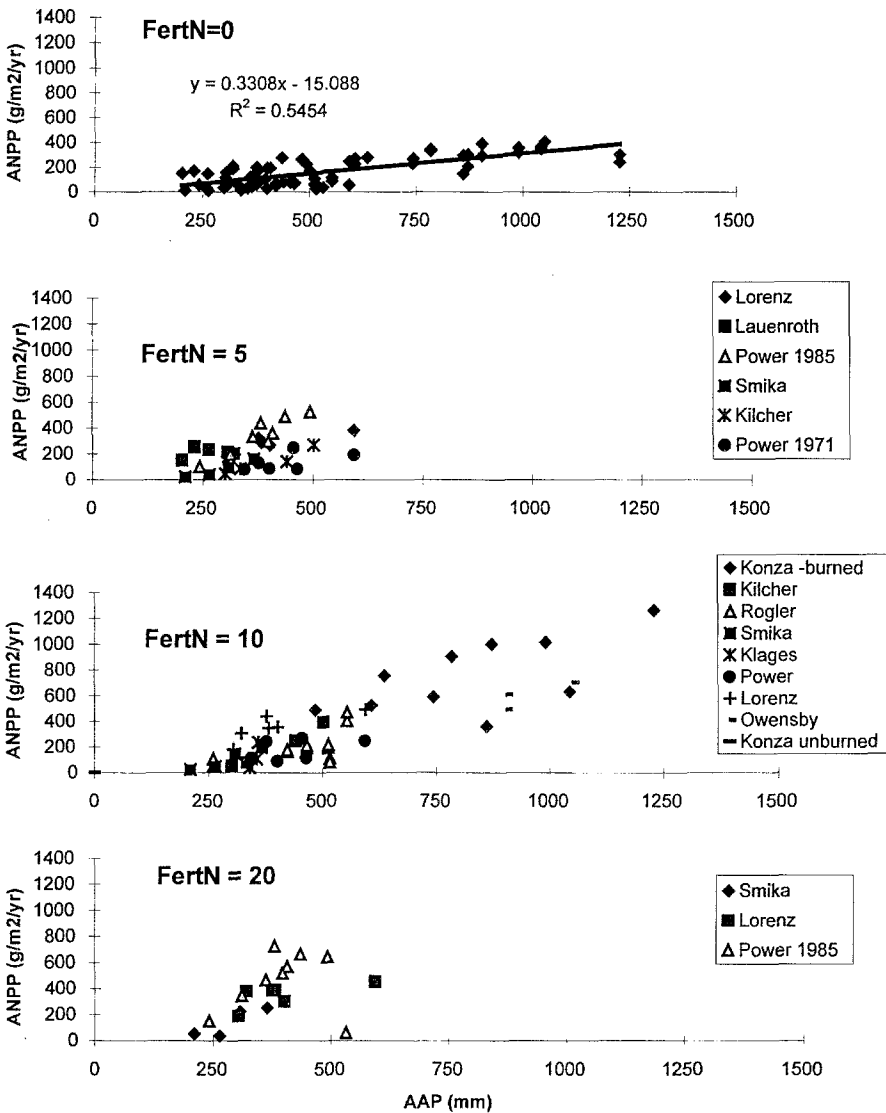 FertN=0
y = 0.3308x - 15.088
R² = 0.5454
ANPP (g/m2/yr)
1400
1200
1000
800
600
400
200
0
0 250 500 750 1000 1250 1500
FertN = 5
ANPP (g/m2/yr)
1400
1200
1000
800
600
400
200
0
0 250 500 750 1000 1250 1500
Lorenz
Lauenroth
Power 1985
Smika
Kilcher
Power 1971
FertN = 10
ANPP (g/m2/yr)
1400
1200
1000
800
600
400
200
0
0 250 500 750 1000 1250 1500
Konza -burned
Kilcher
Rogler
Smika
Klages
Power
Lorenz
Owensby
Konza unburned
FertN = 20
ANPP (g/m2/yr)
1400
1200
1000
800
600
400
200
0
0 250 500 750 1000 1250 1500
Smika
Lorenz
Power 1985
AAP (mm)